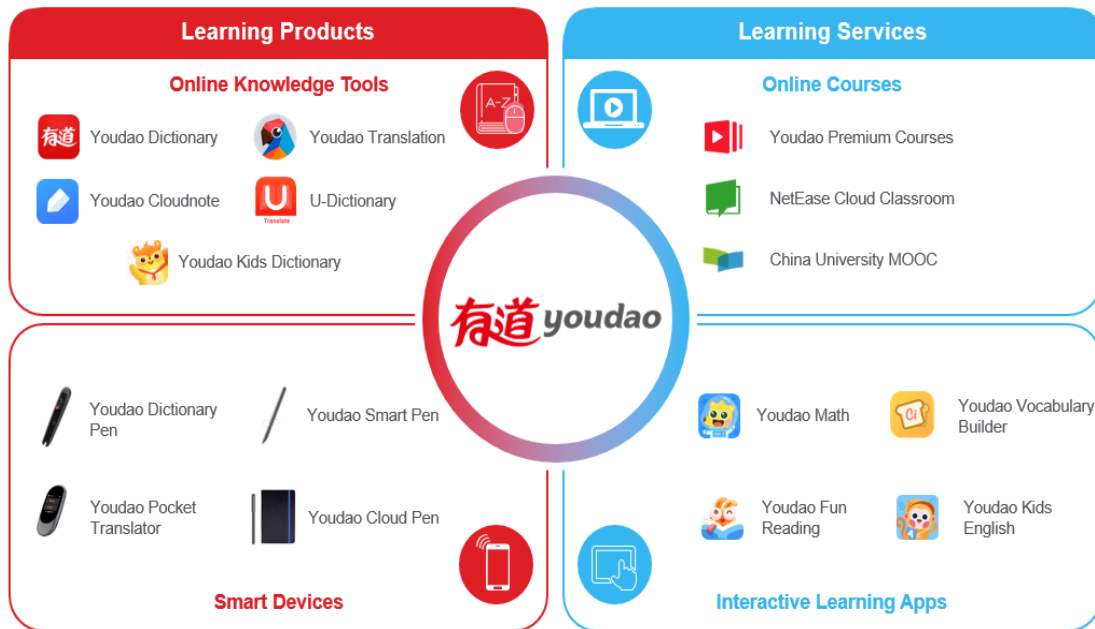 Learning Products
Online Knowledge Tools
A-Z
有道
Youdao Dictionary
Youdao Translation
Youdao Cloudnote
U
Translate
U-Dictionary
Youdao Kids Dictionary
Learning Services
Online Courses
Youdao Premium Courses
NetEase Cloud Classroom
China University MOOC
有道 youdao
Youdao Dictionary
Pen
Youdao Smart Pen
Youdao Pocket
Translator
Youdao Cloud Pen
Smart Devices
Youdao Math
Ci
Youdao Vocabulary
Builder
Youdao Fun
Reading
A
Youdao Kids
English
Interactive Learning Apps